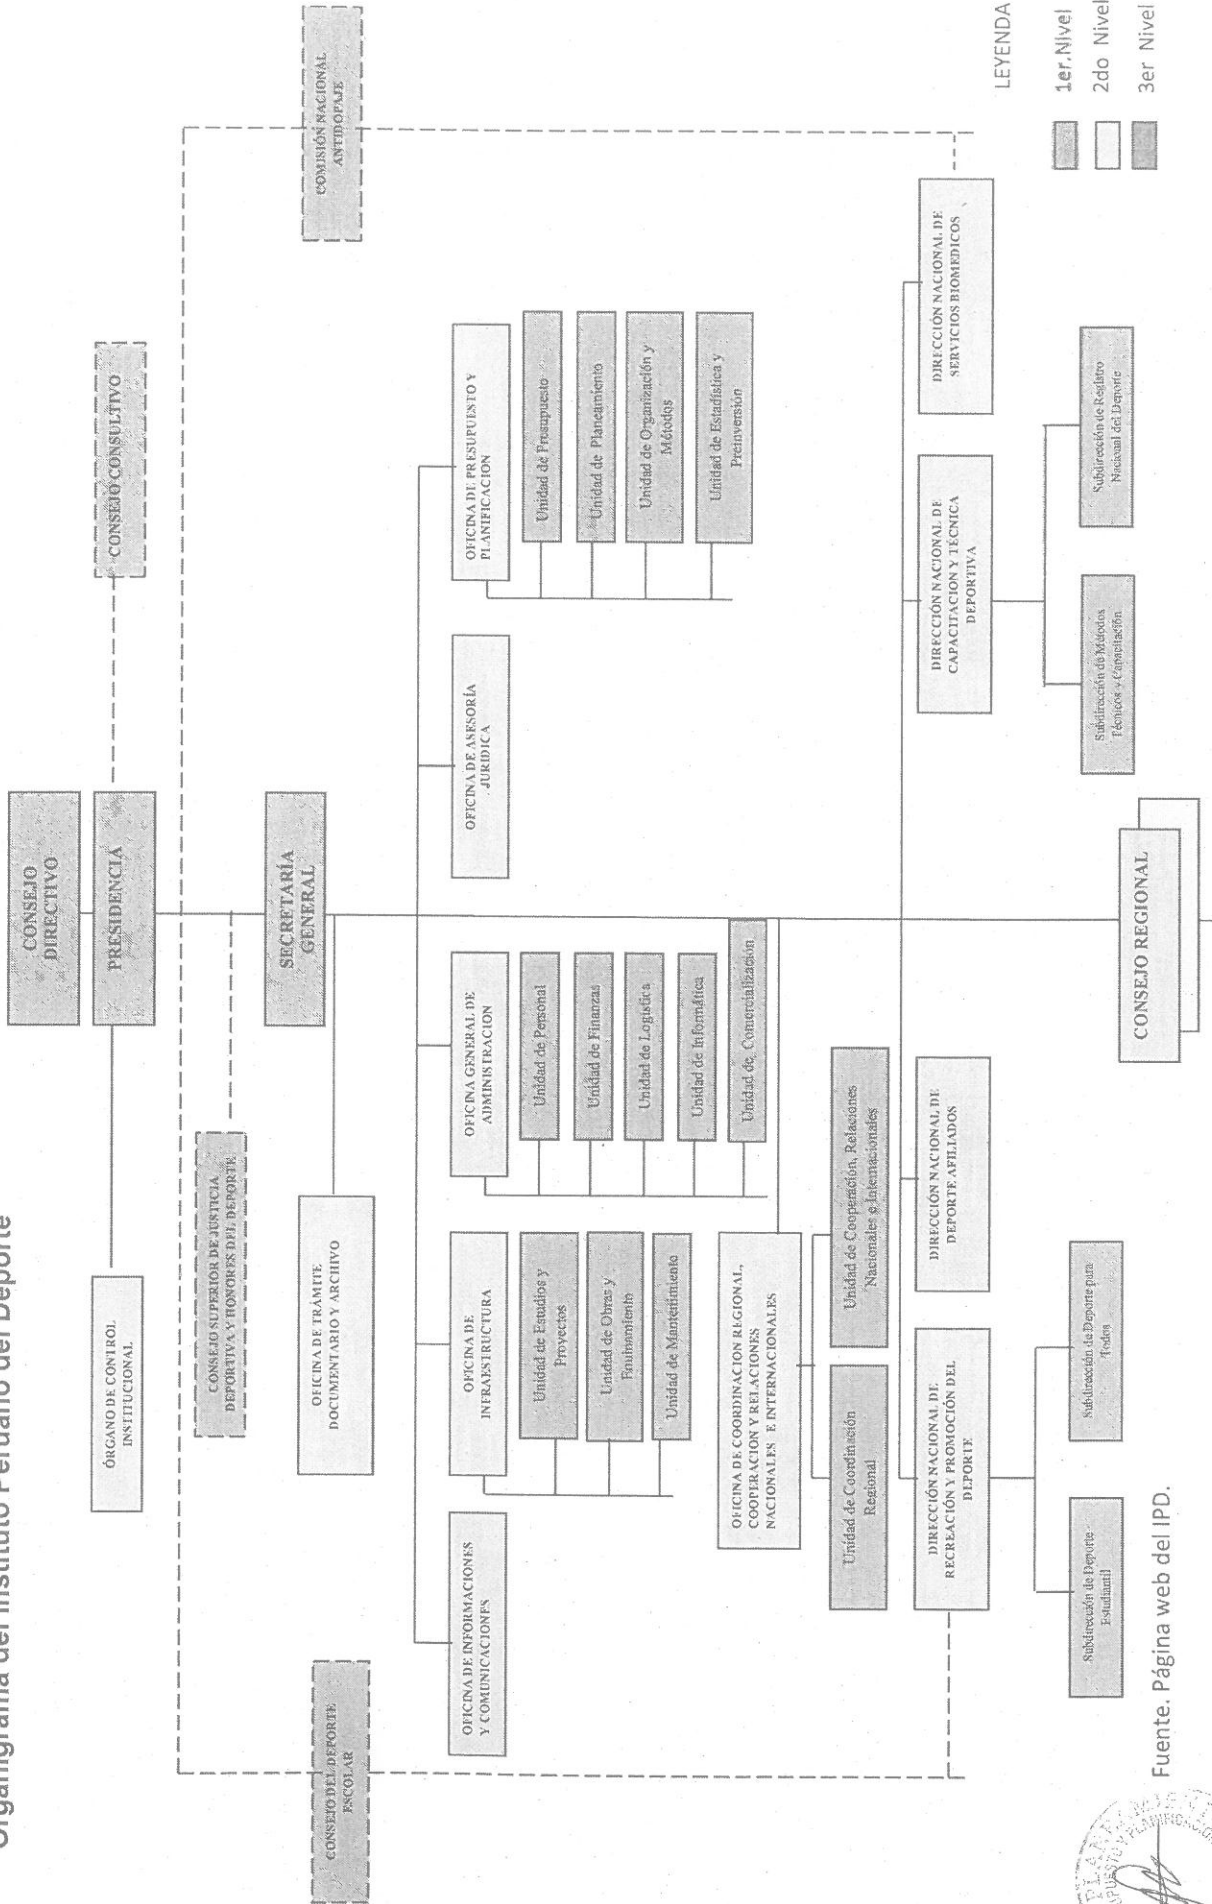 Organigrama del Instituto Peruano del Deporte
CONSEJO
DIRECTIVO
PRESIDENCIA
CONSEJO CONSULTIVO
ÓRGANO DE CONTROL
INSTITUCIONAL
CONSEJO SUPERIOR DE JUSTICIA
DEPORTIVA Y HONORES DEL DEPORTE
SECRETARÍA
GENERAL
CONSEJO DEL DEPORTE
ESCOLAR
COMISIÓN NACIONAL
ANTIDOPAJE
OFICINA DE TRÁMITE
DOCUMENTARIO Y ARCHIVO
OFICINA DE INFORMACIONES
Y COMUNICACIONES
OFICINA DE
INFRAESTRUCTURA
Unidad de Estudios y
Proyectos
Unidad de Obras y
Equipamiento
Unidad de Mantenimiento
OFICINA GENERAL DE
ADMINISTRACION
Unidad de Personal
Unidad de Finanzas
Unidad de Logística
Unidad de Informática
Unidad de Comercialización
OFICINA DE ASESORÍA
JURIDICA
OFICINA DE PRESUPUESTO Y
PLANIFICACION
Unidad de Presupuesto
Unidad de Planeamiento
Unidad de Organización y
Métodos
Unidad de Estadística y
Preinversión
OFICINA DE COORDINACION REGIONAL,
COOPERACION Y RELACIONES
NACIONALES E INTERNACIONALES
Unidad de Coordinación
Regional
Unidad de Cooperación, Relaciones
Nacionales e Internacionales
DIRECCIÓN NACIONAL DE
RECREACIÓN Y PROMOCIÓN DEL
DEPORTE
Subdirección de Deporte
Estudiantil
Subdirección de Deporte para
Todos
DIRECCIÓN NACIONAL DE
DEPORTE AFILIADOS
DIRECCIÓN NACIONAL DE
CAPACITACION Y TÉCNICA
DEPORTIVA
Subdirección de Métodos
Técnicos y Capacitación
Subdirección de Registro
Nacional del Deporte
DIRECCIÓN NACIONAL DE
SERVICIOS BIOMEDICOS
CONSEJO REGIONAL
LEYENDA
1er.Nivel
2do Nivel
3er Nivel
Fuente. Página web del IPD.